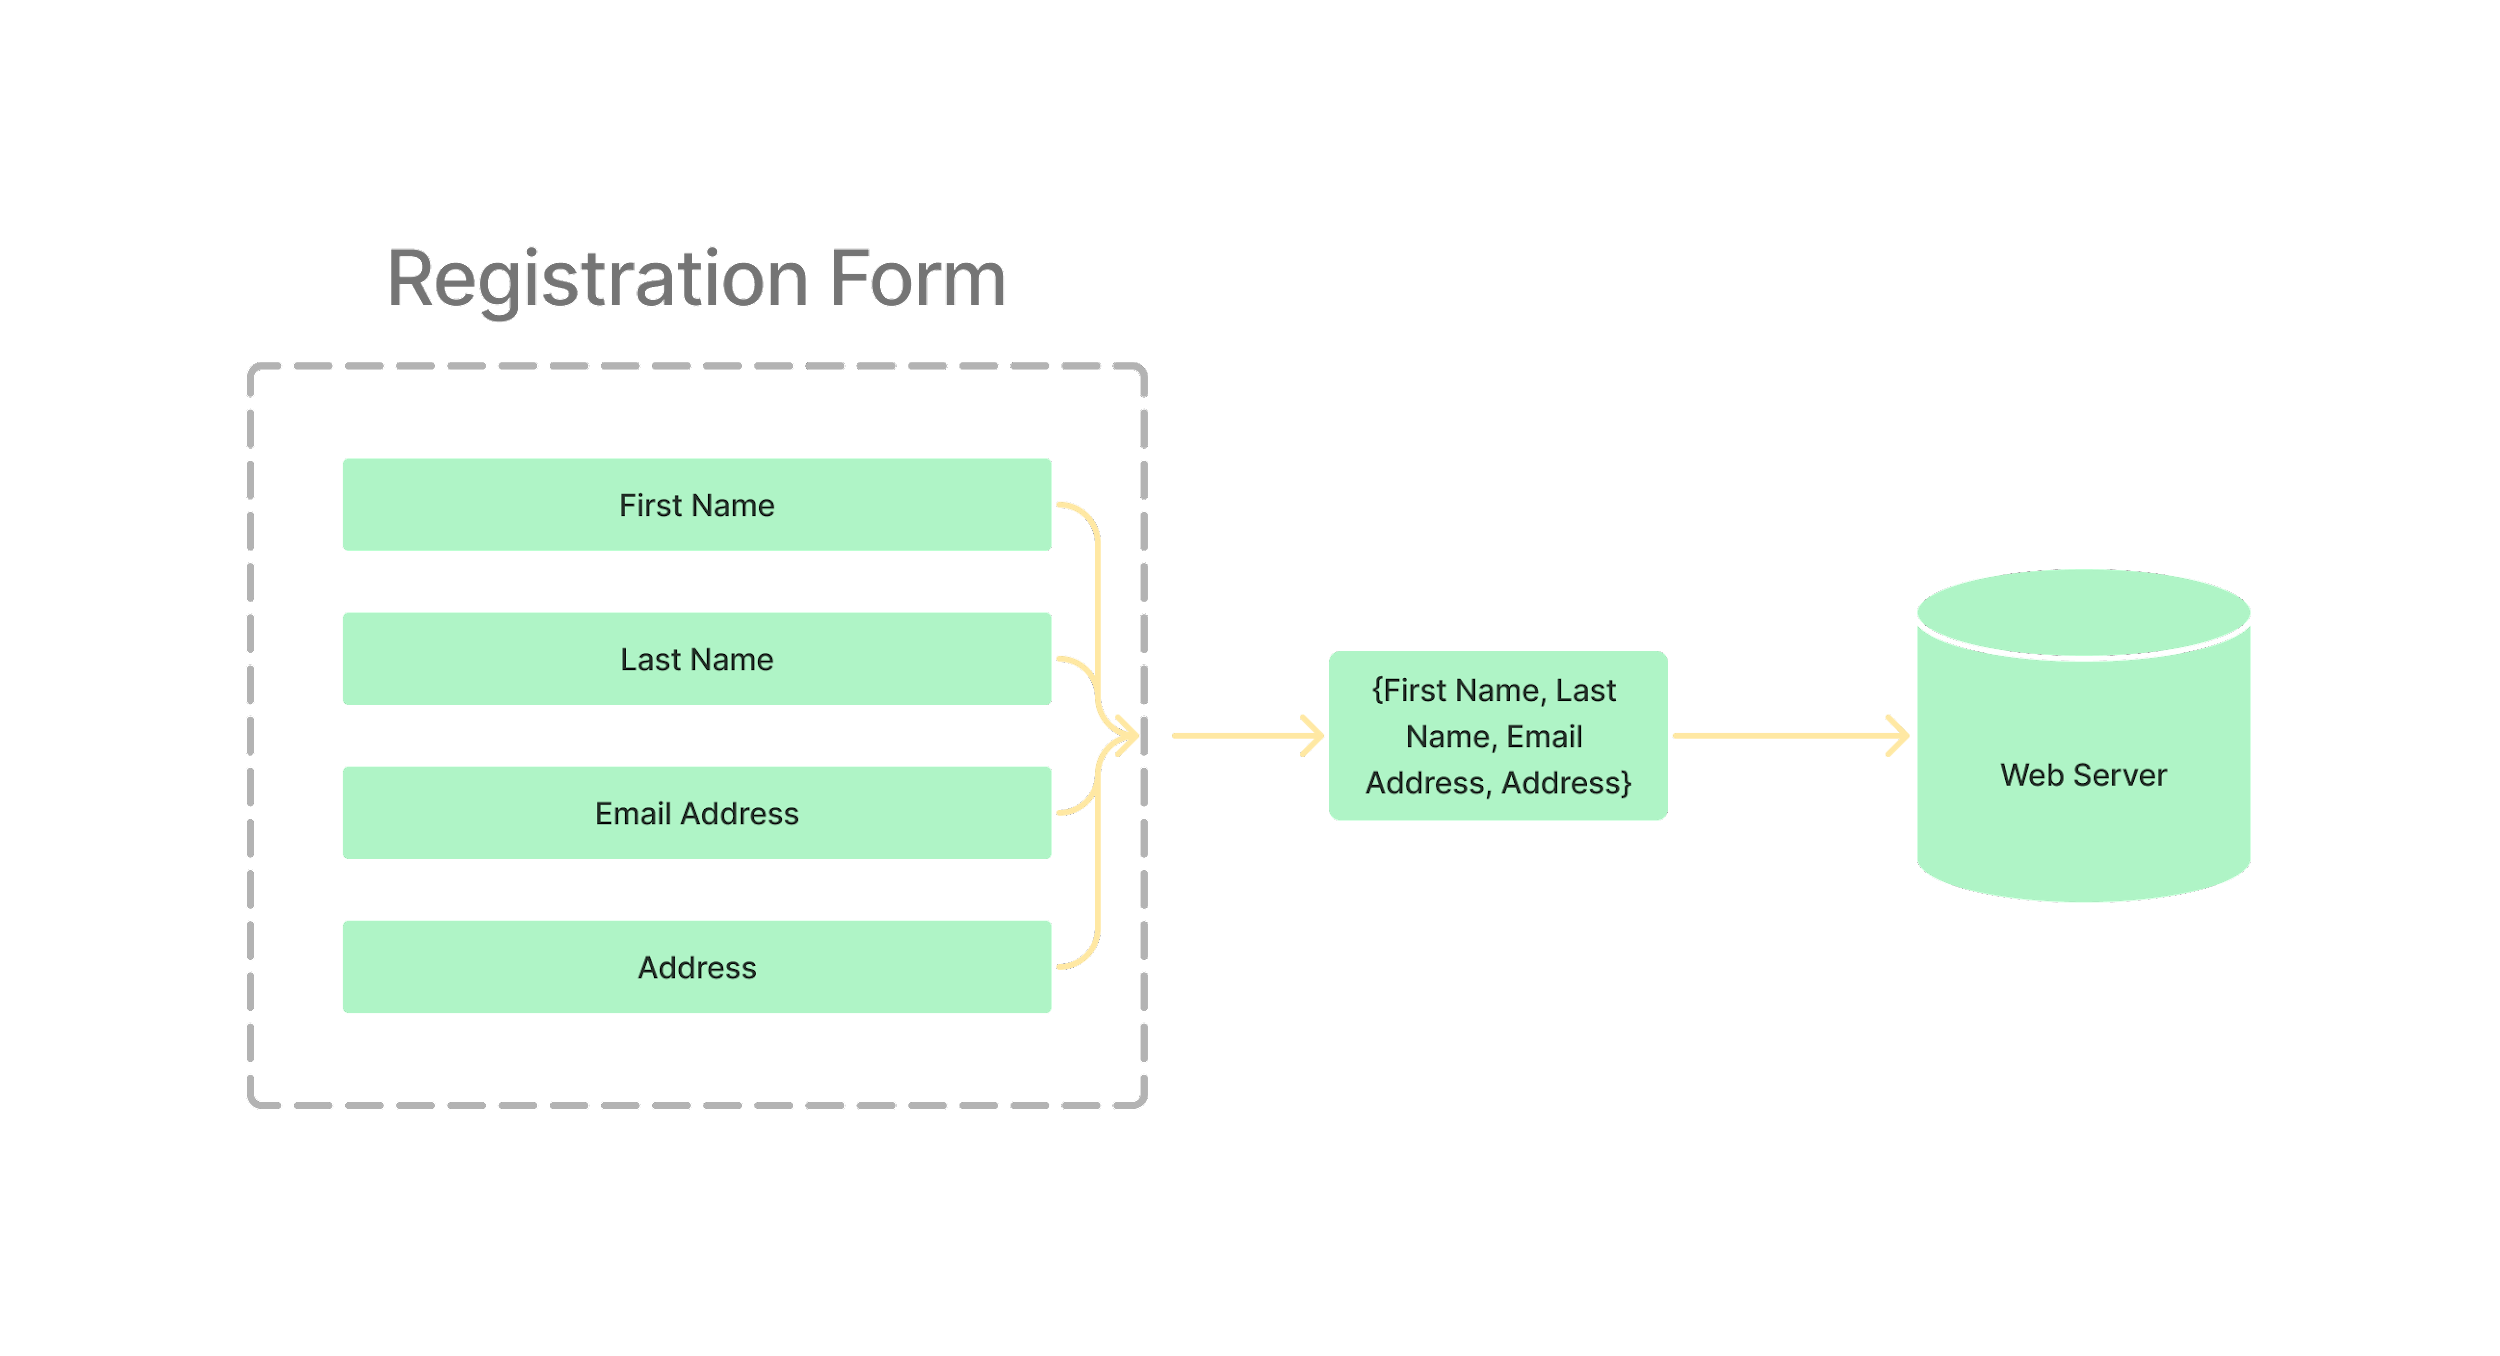 Registration Form
First Name
Last Name
Email Address
Address
{First Name, Last
Name, Email
Address, Address}
Web Server